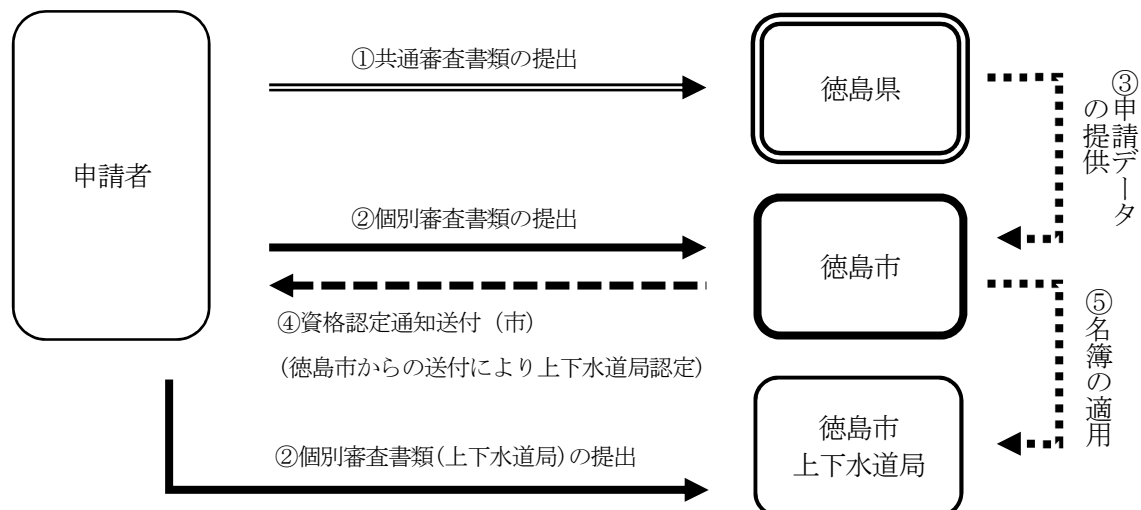 ①共通審査書類の提出
徳島県
③申請データ
の提供
申請者
②個別審査書類の提出
徳島市
④資格認定通知送付（市）
(徳島市からの送付により上下水道局認定)
⑤名簿の適用
②個別審査書類(上下水道局)の提出
徳島市
上下水道局